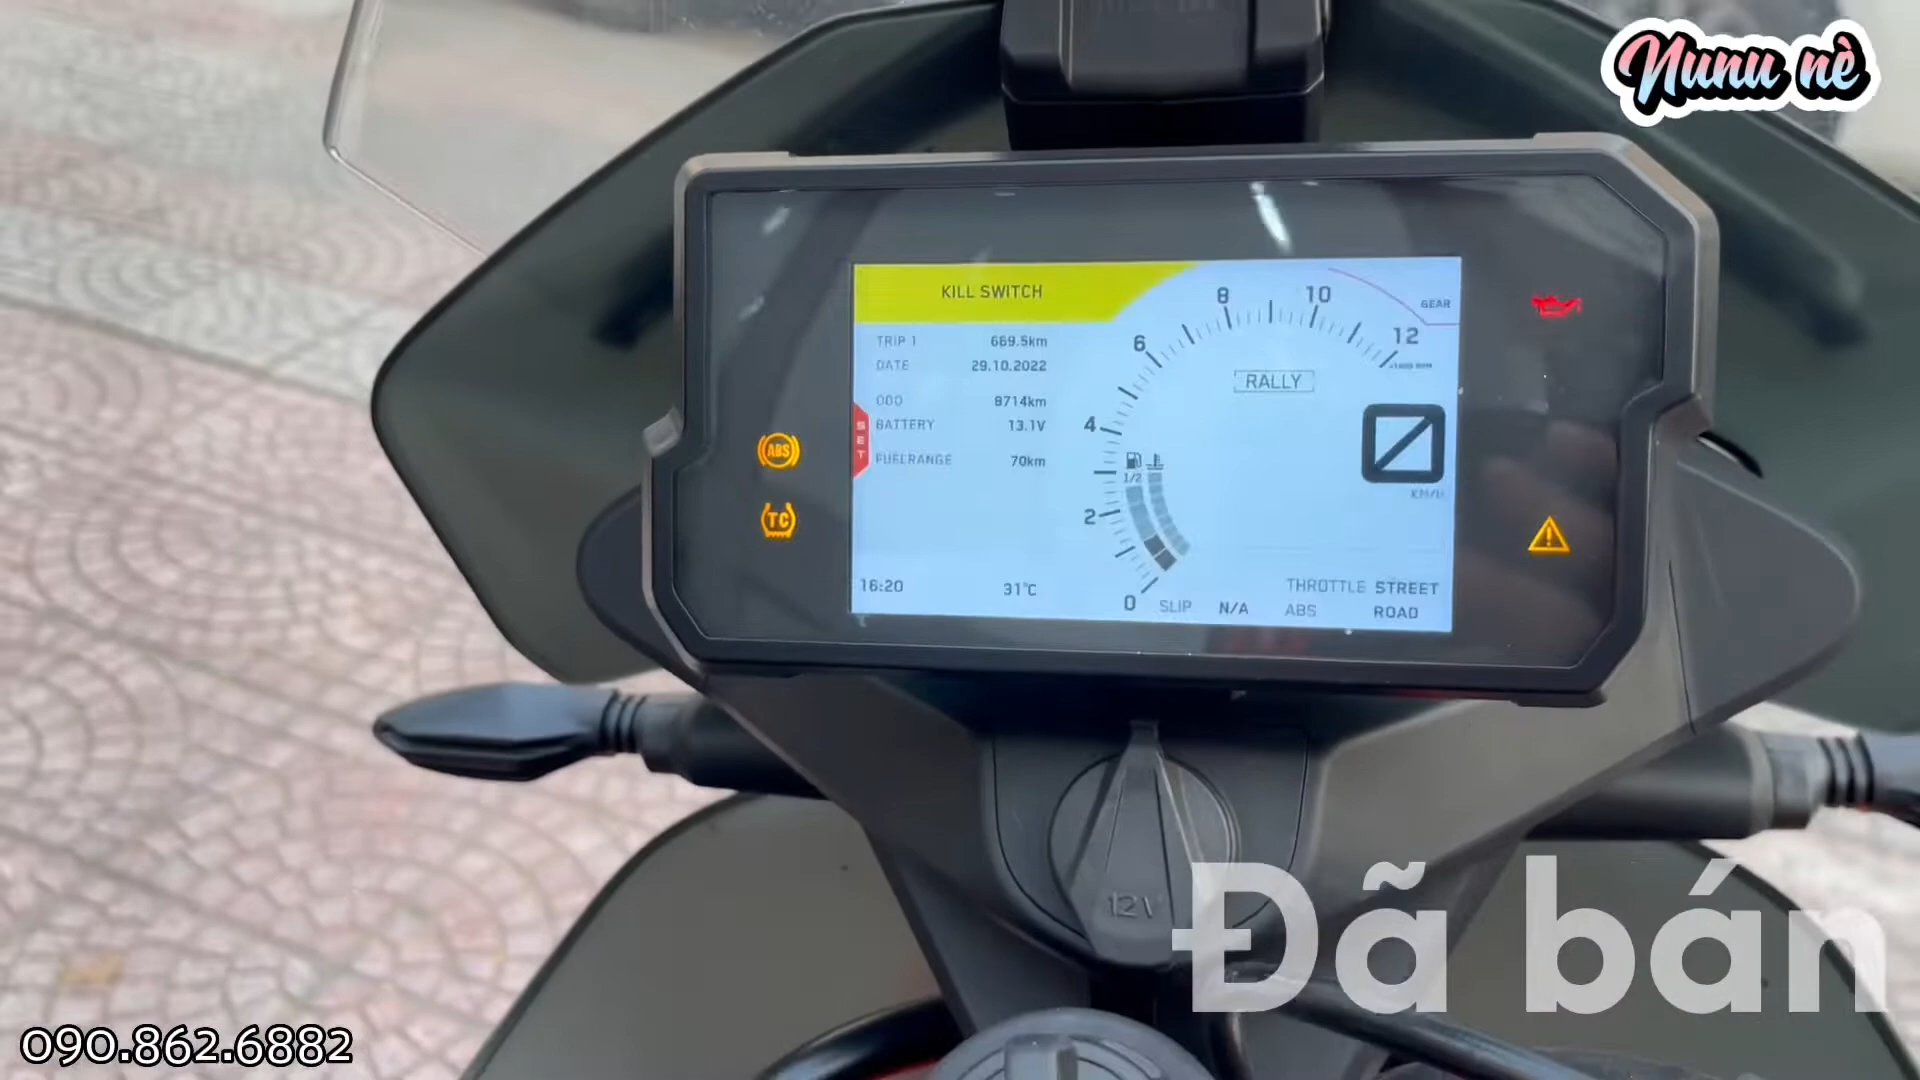 Nunu nè
KILL SWITCH
TRIP 1 669.5km
DATE 29.10.2022
ODO 8714km
BATTERY 13.1V
FUELRANGE 70km
SET
16:20 31°C
0 2 4 6 8 10 12
x1000 RPM
GEAR
RALLY
1/2
KM/H
THROTTLE STREET
SLIP N/A ABS ROAD
ABS
TC
12V
Đã bán
090.862.6882